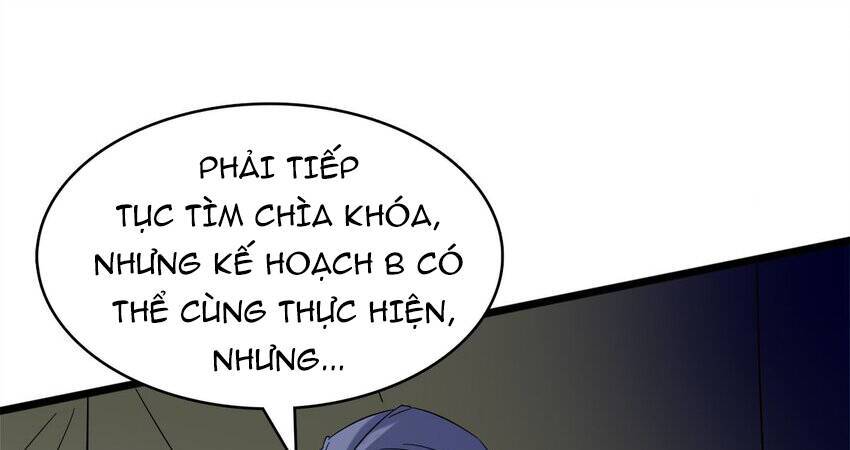 PHẢI TIẾP
TỤC TÌM CHÌA KHÓA,
NHƯNG KẾ HOẠCH B CÓ
THỂ CÙNG THỰC HIỆN,
NHƯNG...